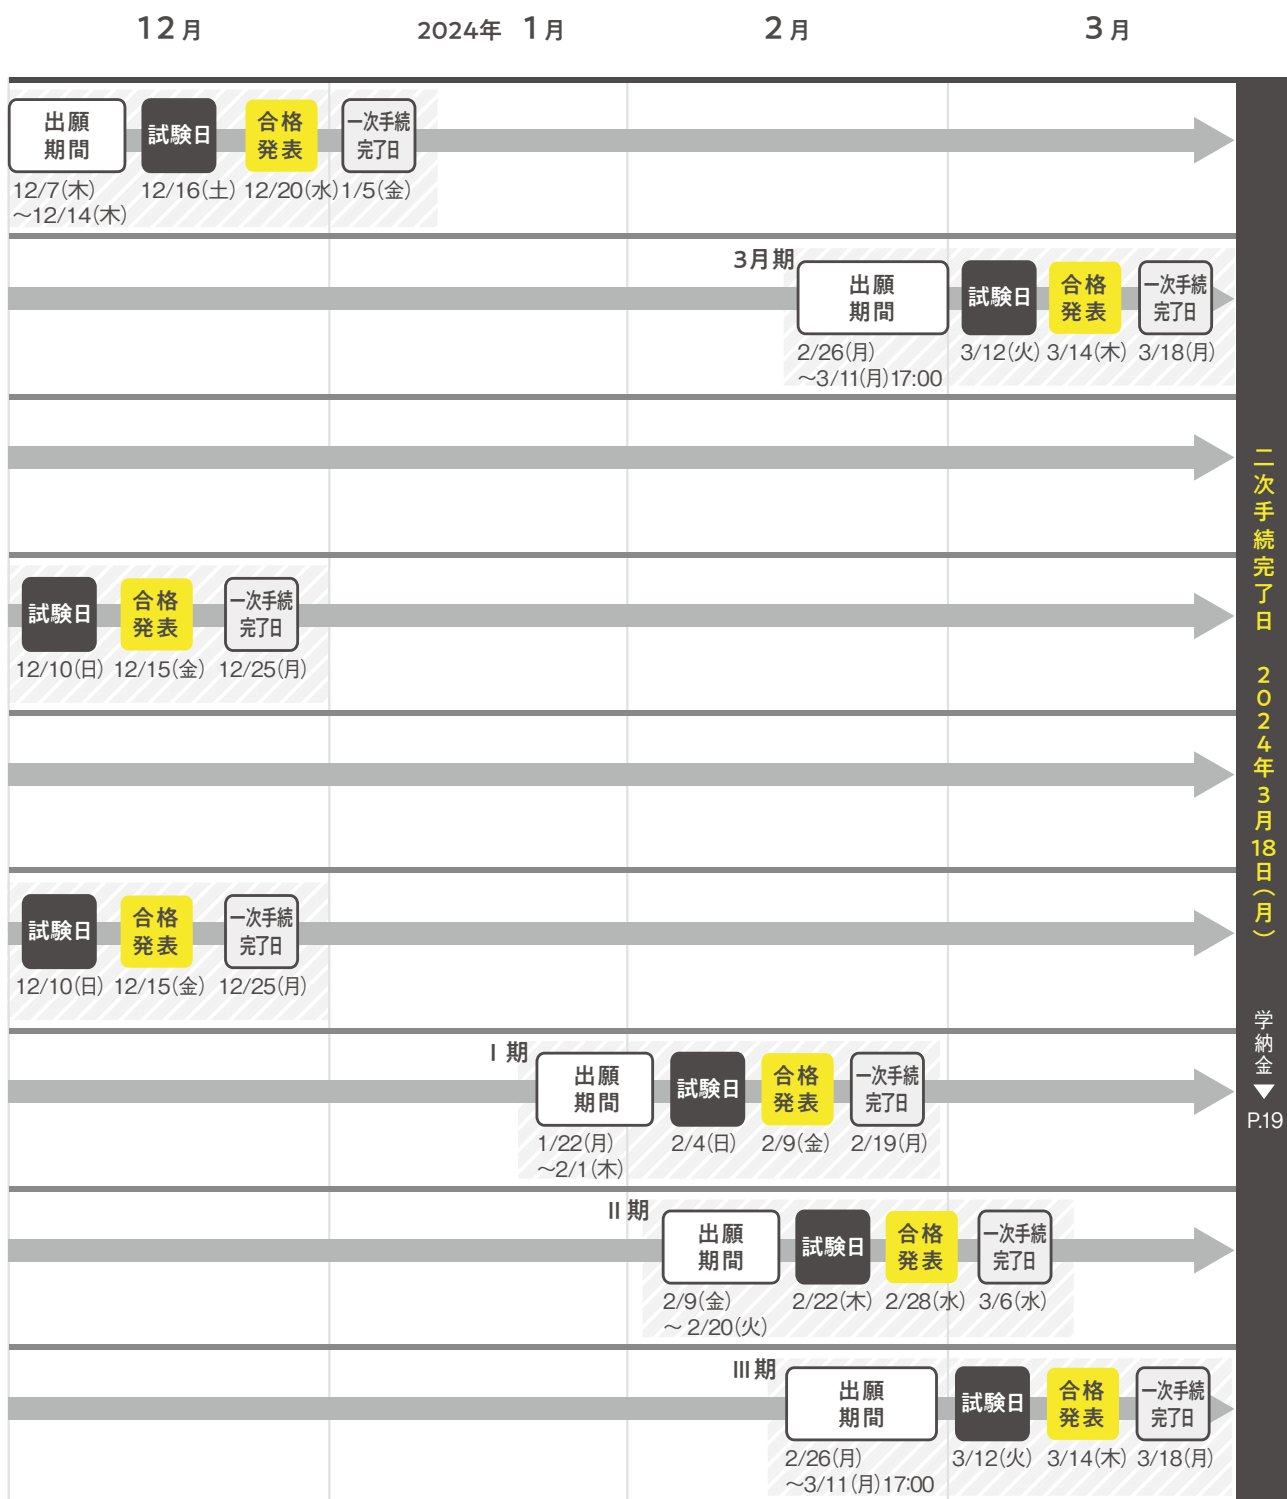 12月
2024年 1月
2月
3月
出願
期間
試験日
合格
発表
一次手続
完了日
12/7(木)
～12/14(木)
12/16(土)
12/20(水)
1/5(金)
3月期
出願
期間
試験日
合格
発表
一次手続
完了日
2/26(月)
～3/11(月)17:00
3/12(火)
3/14(木)
3/18(月)
試験日
合格
発表
一次手続
完了日
12/10(日)
12/15(金)
12/25(月)
試験日
合格
発表
一次手続
完了日
12/10(日)
12/15(金)
12/25(月)
Ⅰ期
出願
期間
試験日
合格
発表
一次手続
完了日
1/22(月)
～2/1(木)
2/4(日)
2/9(金)
2/19(月)
Ⅱ期
出願
期間
試験日
合格
発表
一次手続
完了日
2/9(金)
～2/20(火)
2/22(木)
2/28(水)
3/6(水)
Ⅲ期
出願
期間
試験日
合格
発表
一次手続
完了日
2/26(月)
～3/11(月)17:00
3/12(火)
3/14(木)
3/18(月)
二次手続完了日 2024年3月18日(月)
学納金▼
P.19